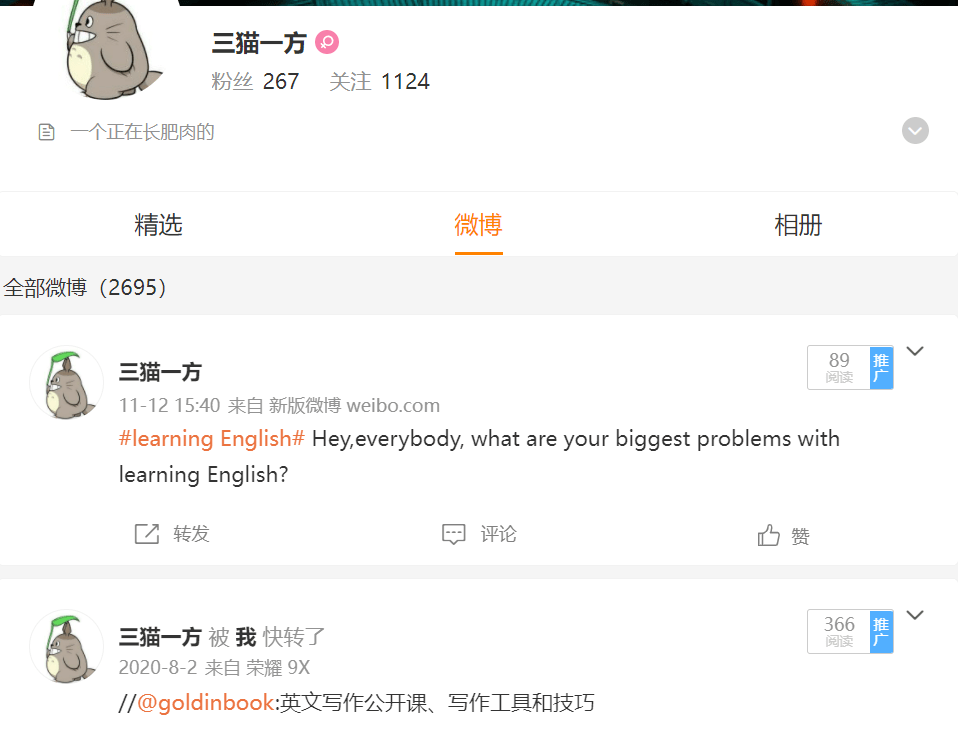 三猫一方
粉丝 267 关注 1124
一个正在长肥肉的
精选 微博 相册
全部微博（2695）
三猫一方
89
阅读
推广
11-12 15:40 来自 新版微博 weibo.com
#learning English# Hey,everybody, what are your biggest problems with
learning English?
转发 评论 赞
三猫一方 被 我 快转了
366
阅读
推广
2020-8-2 来自 荣耀 9X
//@goldinbook:英文写作公开课、写作工具和技巧